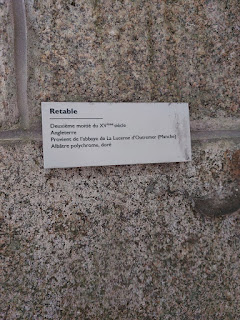 Retable
Deuxième moitié du XVème siècle
Angleterre
Provient de l'abbaye de La Lucerne d'Outremer (Manche)
Albâtre polychrome, doré